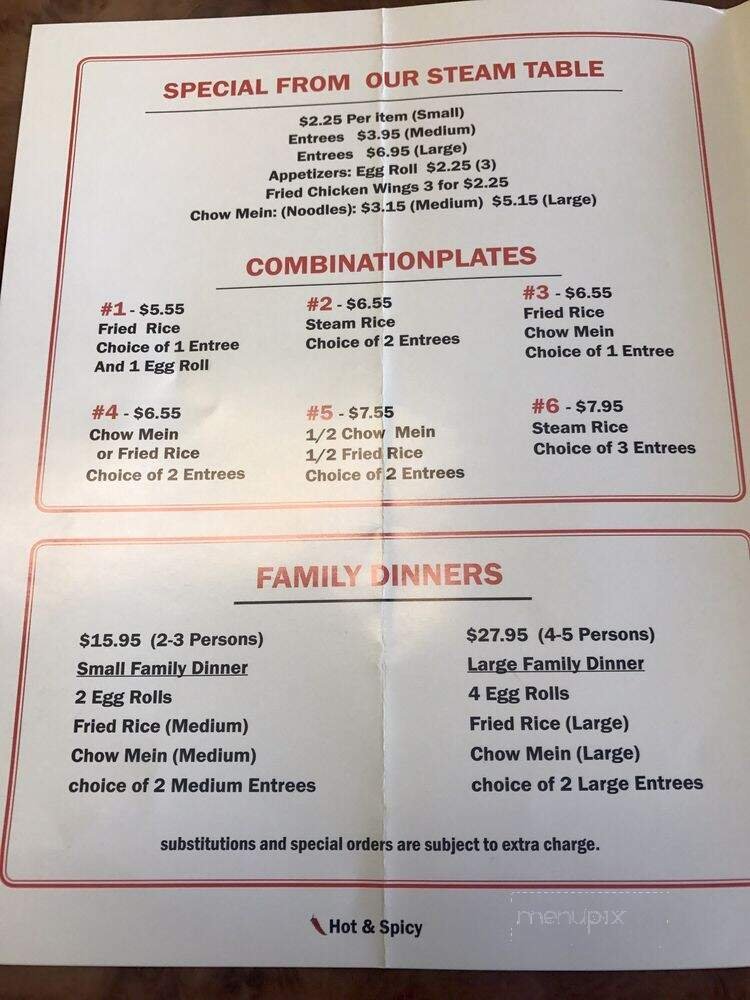 SPECIAL FROM OUR STEAM TABLE
$2.25 Per item (Small)
Entrees $3.95 (Medium)
Entrees $6.95 (Large)
Appetizers: Egg Roll $2.25 (3)
Fried Chicken Wings 3 for $2.25
Chow Mein: (Noodles): $3.15 (Medium) $5.15 (Large)
COMBINATIONPLATES
#1 - $5.55
Fried Rice
Choice of 1 Entree
And 1 Egg Roll
#2 - $6.55
Steam Rice
Choice of 2 Entrees
#3 - $6.55
Fried Rice
Chow Mein
Choice of 1 Entree
#4 - $6.55
Chow Mein
or Fried Rice
Choice of 2 Entrees
#5 - $7.55
1/2 Chow Mein
1/2 Fried Rice
Choice of 2 Entrees
#6 - $7.95
Steam Rice
Choice of 3 Entrees
FAMILY DINNERS
$15.95 (2-3 Persons)
Small Family Dinner
2 Egg Rolls
Fried Rice (Medium)
Chow Mein (Medium)
choice of 2 Medium Entrees
$27.95 (4-5 Persons)
Large Family Dinner
4 Egg Rolls
Fried Rice (Large)
Chow Mein (Large)
choice of 2 Large Entrees
substitutions and special orders are subject to extra charge.
Hot & Spicy
menupix